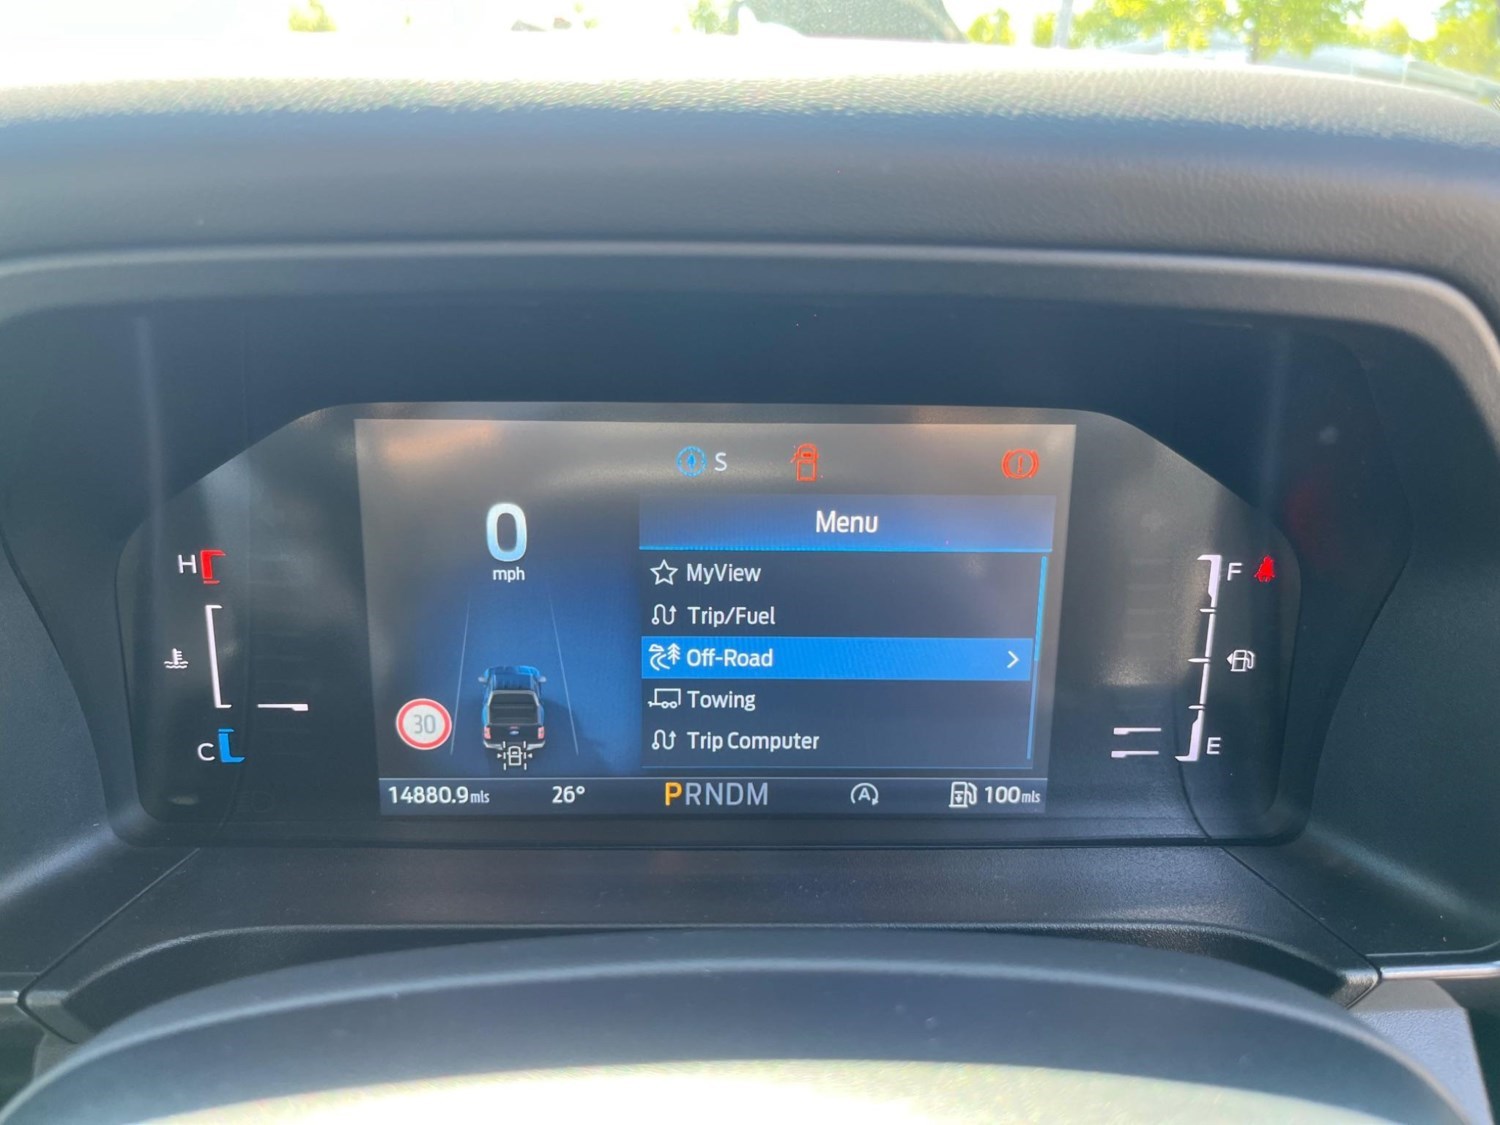 S
0
mph
Menu
MyView
Trip/Fuel
Off-Road
Towing
Trip Computer
H
C
F
E
30
14880.9 mls
26°
PRNDM
A
100 mls